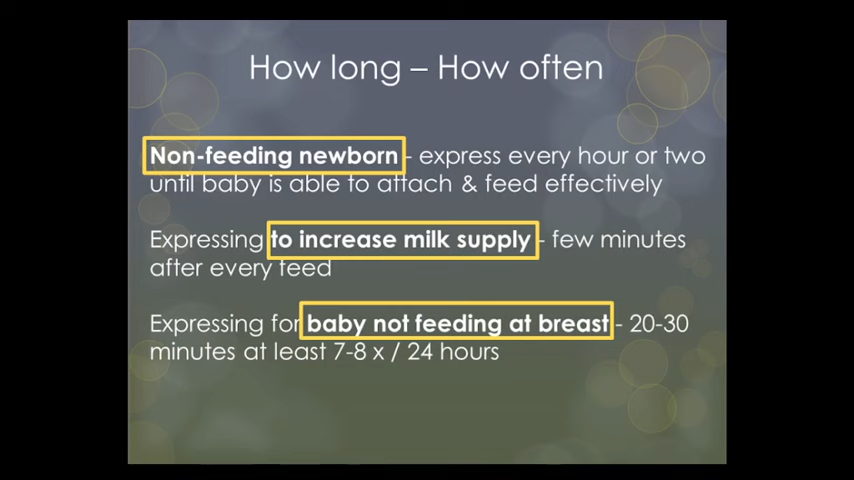 How long – How often
Non-feeding newborn - express every hour or two
until baby is able to attach & feed effectively
Expressing to increase milk supply - few minutes
after every feed
Expressing for baby not feeding at breast - 20-30
minutes at least 7-8 x / 24 hours